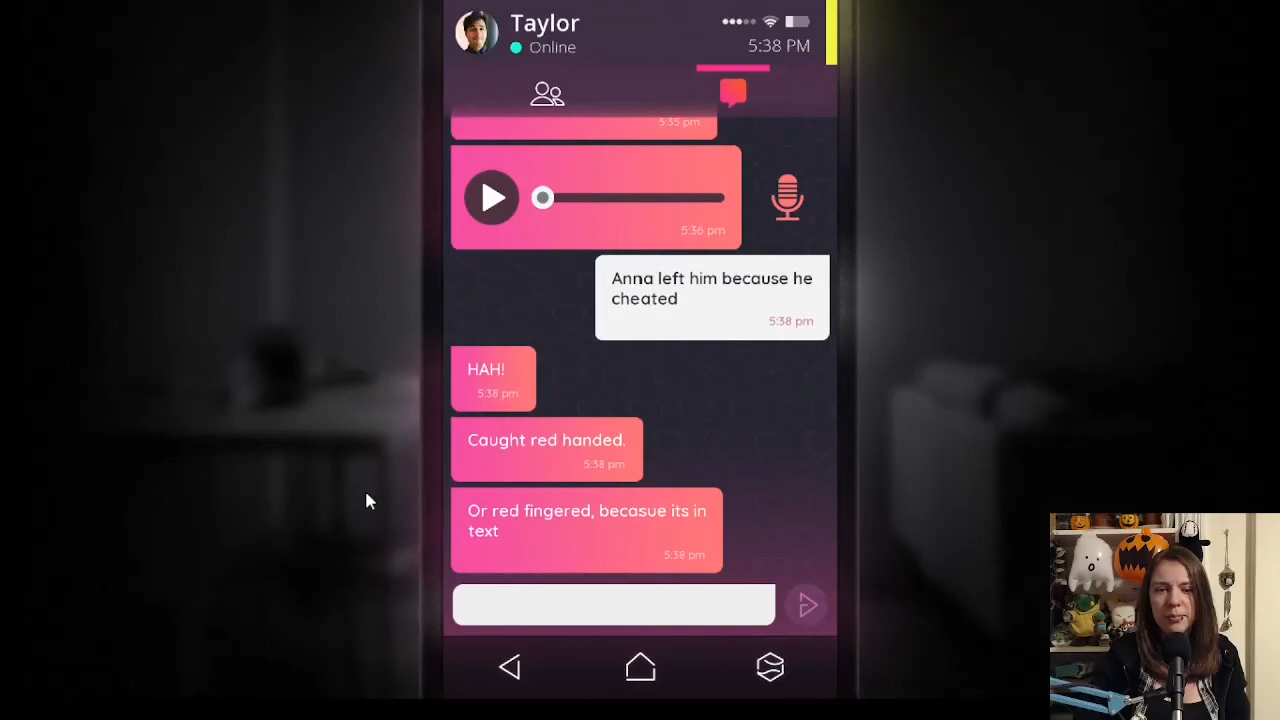 Taylor
Online
5:38 PM
5:35 pm
5:36 pm
Anna left him because he
cheated
5:38 pm
HAH!
5:38 pm
Caught red handed.
5:38 pm
Or red fingered, becasue its in
text
5:38 pm